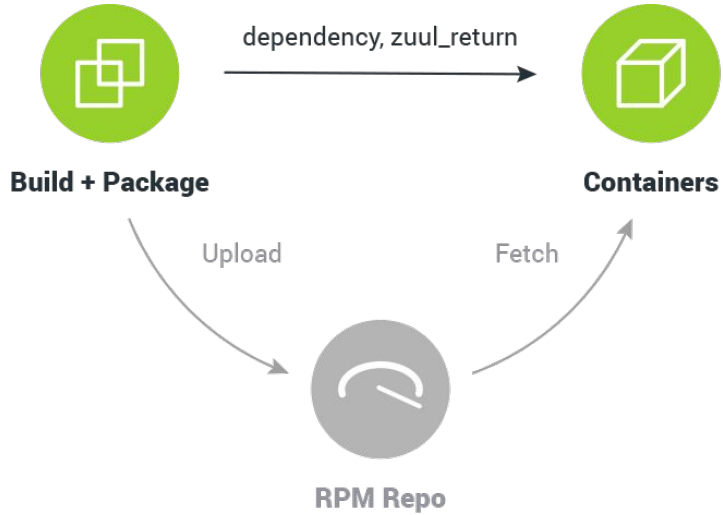 dependency, zuul_return
Build + Package
Containers
Upload
Fetch
RPM Repo